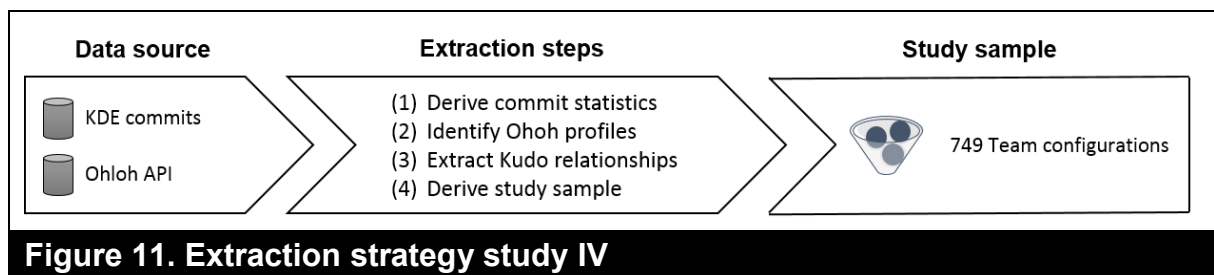 Data source
Extraction steps
Study sample
KDE commits
Ohloh API
(1) Derive commit statistics
(2) Identify Ohoh profiles
(3) Extract Kudo relationships
(4) Derive study sample
749 Team configurations
Figure 11. Extraction strategy study IV